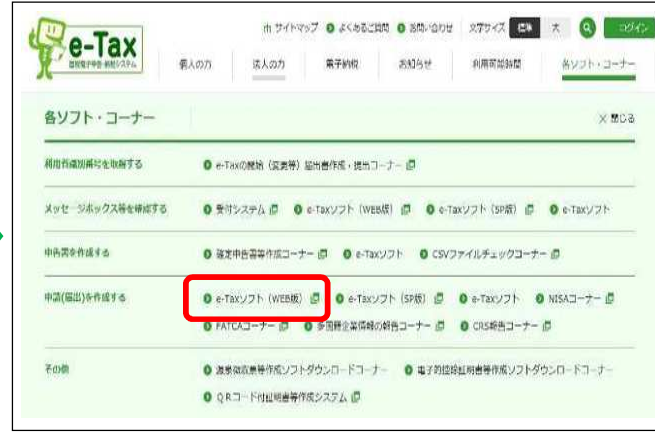 サイトマップ よくあるご質問 お問い合わせ 文字サイズ 標準 大 ログイン
e-Tax
国税電子申告・納税システム
個人の方 法人の方 電子納税 お知らせ 利用可能時間 各ソフト・コーナー
各ソフト・コーナー × 閉じる
利用者識別番号を取得する e-Taxの開始（変更等）届出書作成・提出コーナー
メッセージボックス等を確認する 受付システム e-Taxソフト（WEB版） e-Taxソフト（SP版） e-Taxソフト
申告書を作成する 確定申告書等作成コーナー e-Taxソフト CSVファイルチェックコーナー
申請(届出)を作成する e-Taxソフト（WEB版） e-Taxソフト（SP版） e-Taxソフト NISAコーナー
FATCAコーナー 多国籍企業情報の報告コーナー CRS報告コーナー
その他 源泉徴収票等作成ソフトダウンロードコーナー 電子的控除証明書等作成ソフトダウンロードコーナー
QRコード付証明書等作成システム